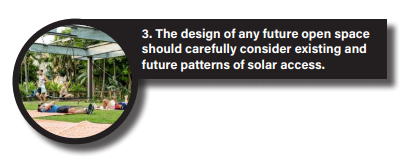 3. The design of any future open space
should carefully consider existing and
future patterns of solar access.